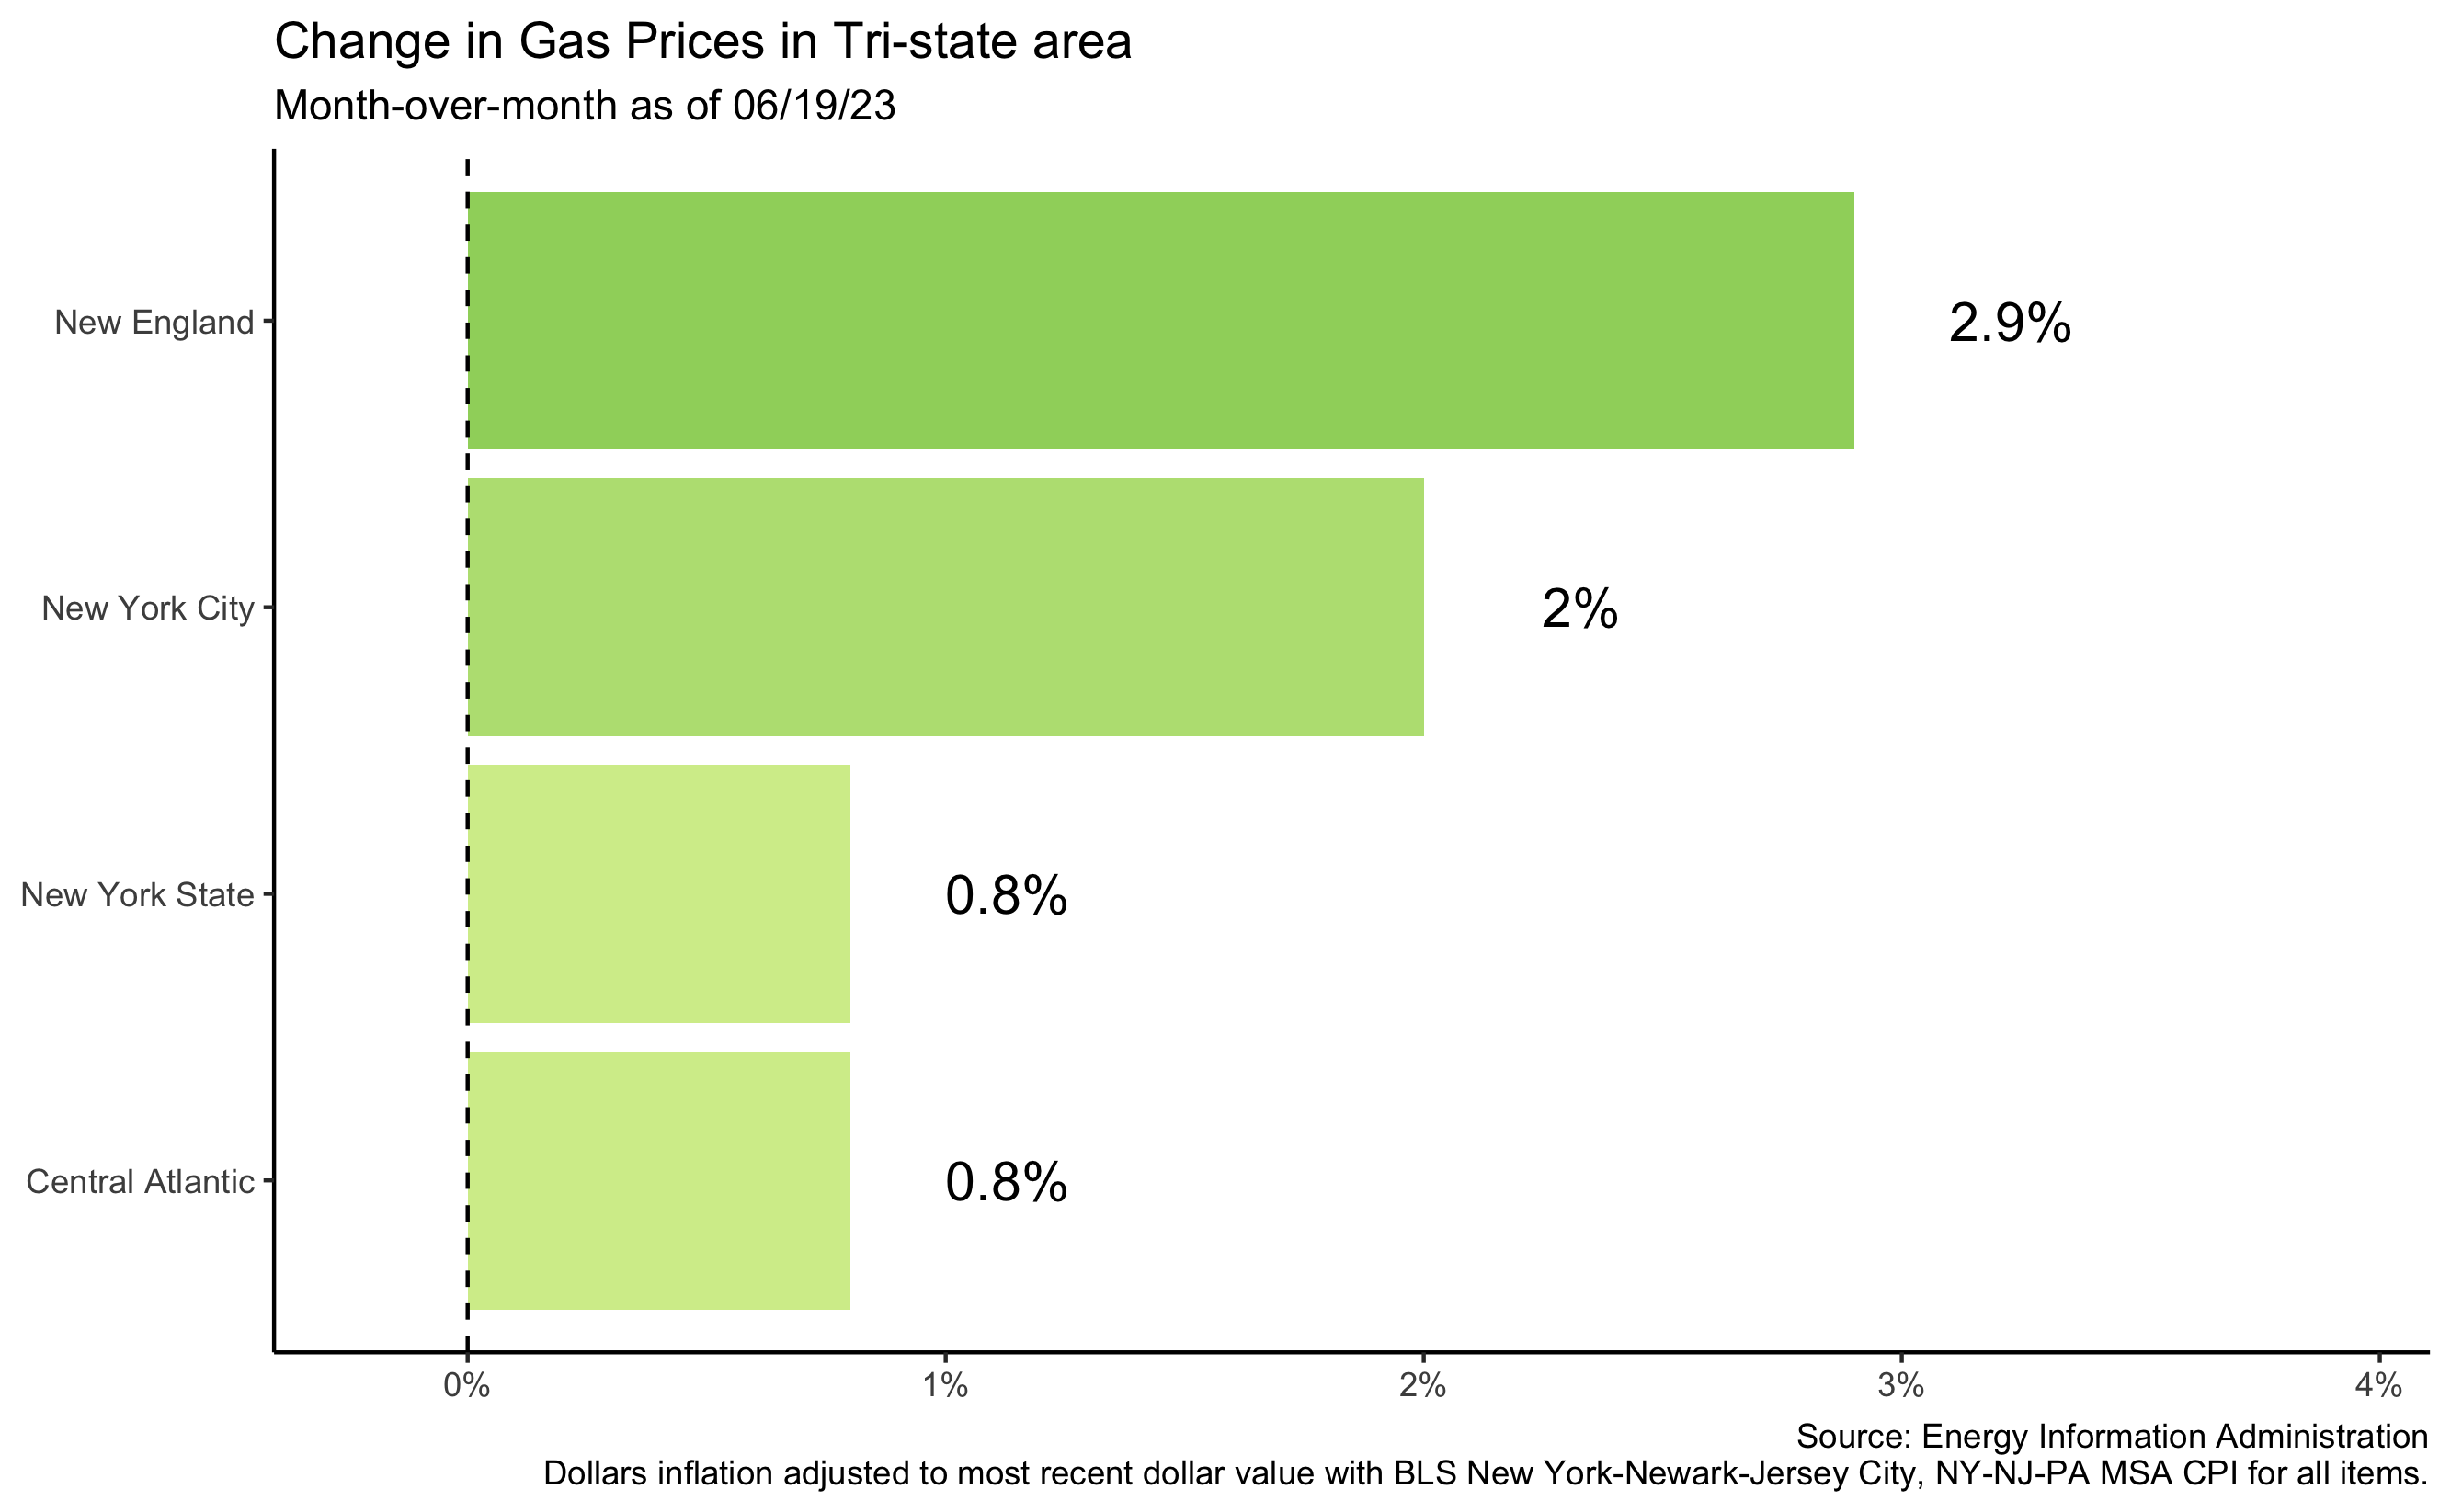 Change in Gas Prices in Tri-state area
Month-over-month as of 06/19/23
New England
2.9%
New York City
2%
New York State
0.8%
Central Atlantic
0.8%
0%
1%
2%
3%
4%
Source: Energy Information Administration
Dollars inflation adjusted to most recent dollar value with BLS New York-Newark-Jersey City, NY-NJ-PA MSA CPI for all items.